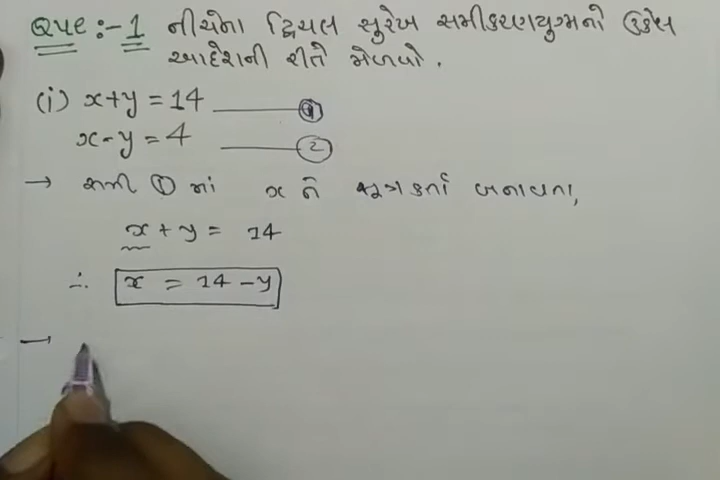 Que :- 1 નીચેના દ્વિચલ સુરેખ સમીકરણયુગ્મનો ઉકેલ
આદેશની રીતે મેળવો.
(i) x+y = 14 ① 
x-y = 4 ②
→ સમી ① માં x ને સૂત્રકર્તા બનાવતા,
x + y = 14
∴ x = 14 - y
→